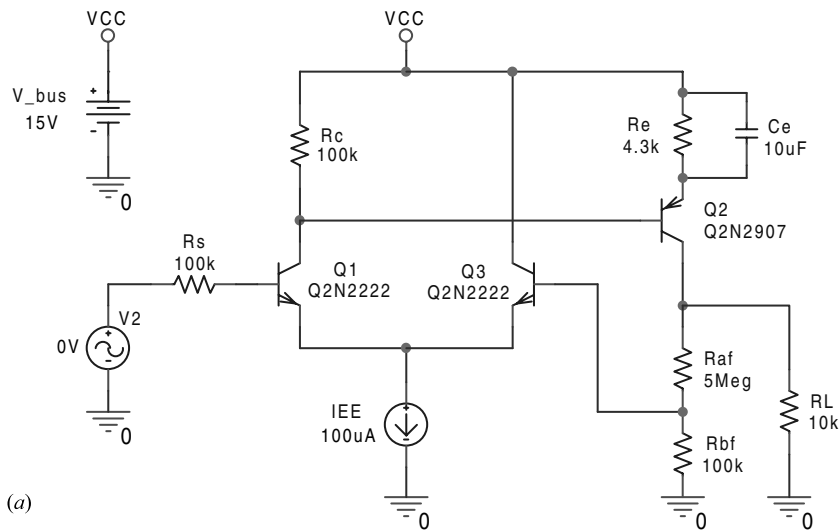 VCC
VCC
V_bus
15V
+
-
0
Rc
100k
Re
4.3k
Ce
10uF
Q2
Q2N2907
Rs
100k
Q1
Q2N2222
Q3
Q2N2222
V2
0V
+
-
0
Raf
5Meg
RL
10k
IEE
100uA
+
-
Rbf
100k
(a)
0
0
0